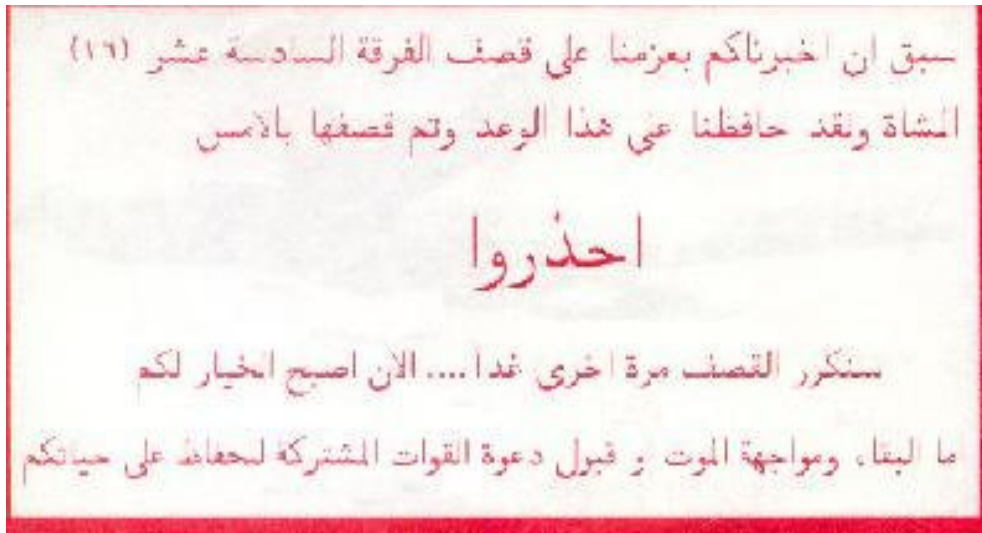 سبق ان اخبرناكم بعزمنا على قصف الفرقة السادسة عشر (١٦)
المشاة ولقد حافظنا على هذا الوعد وتم قصفها بالامس
احذروا
سنكرر القصف مرة اخرى غدا .... الان اصبح الخيار لكم
اما البقاء ومواجهة الموت او قبول دعوة القوات المشتركة للحفاظ على حياتكم